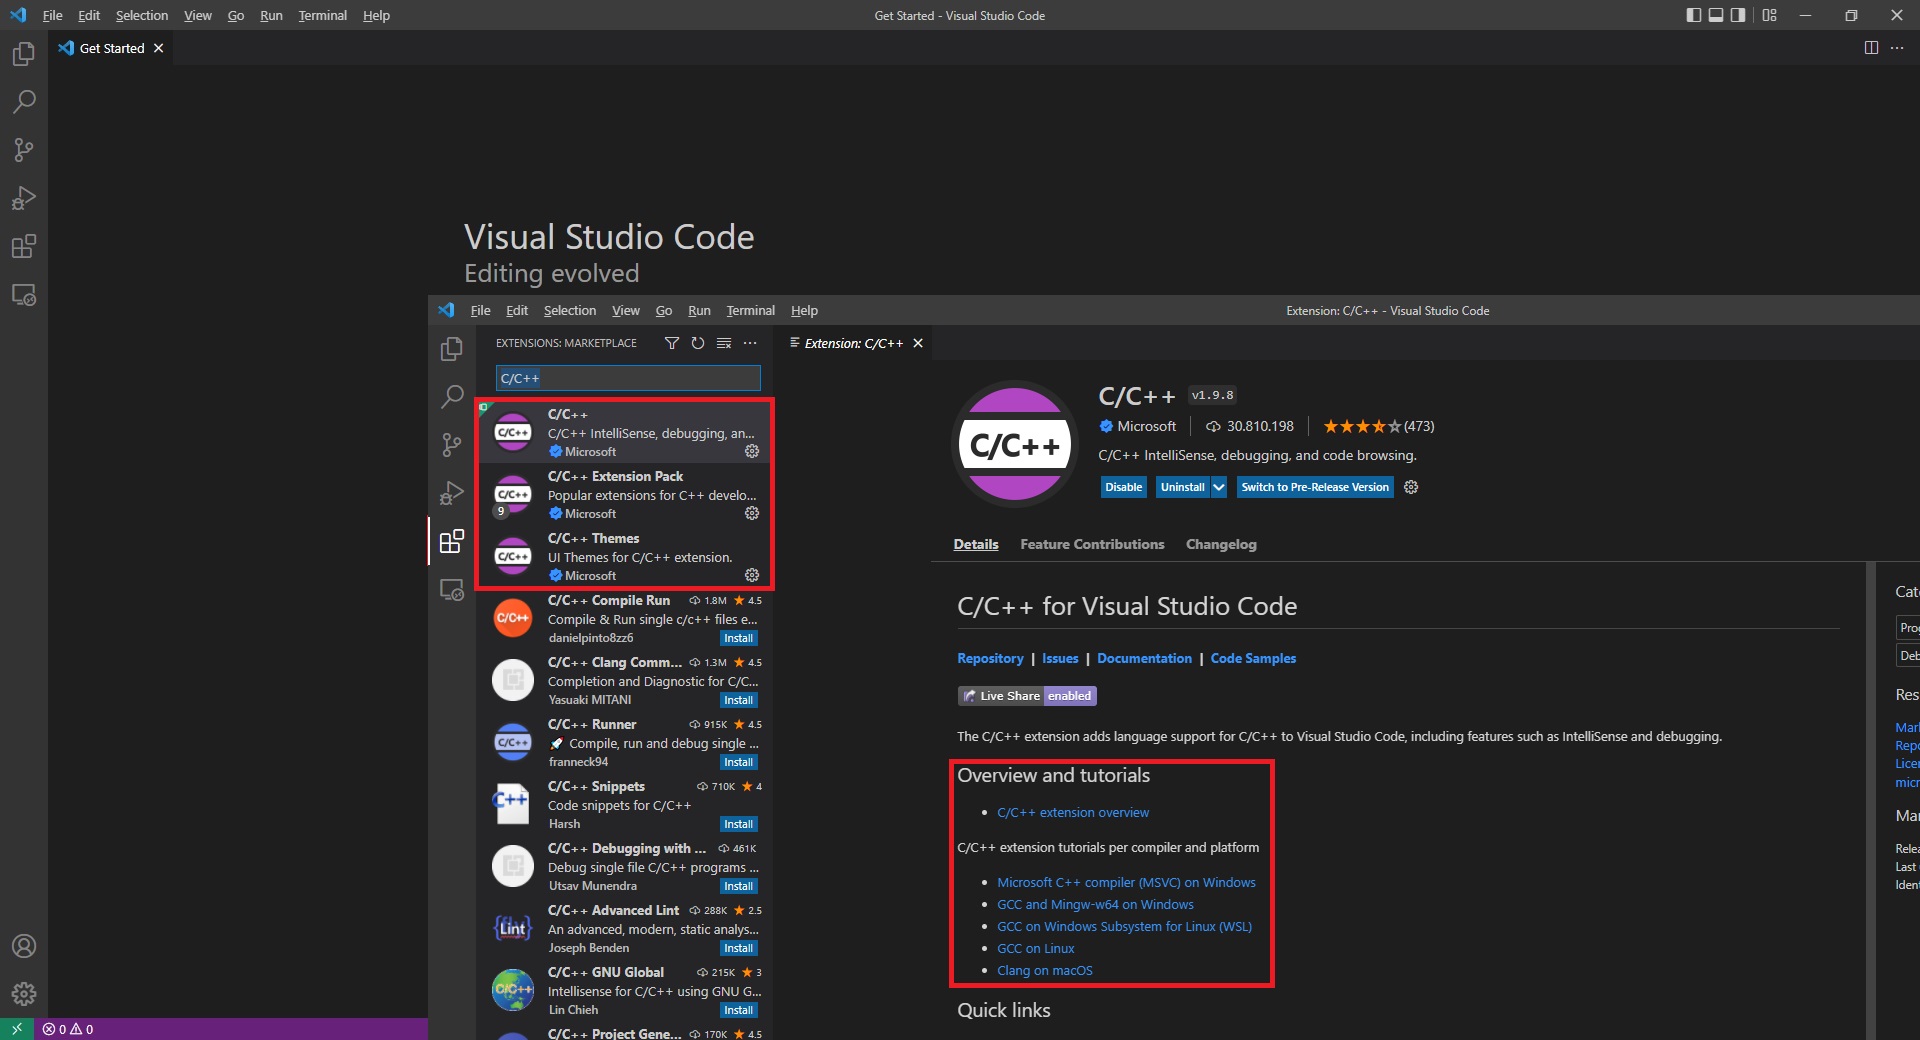 File Edit Selection View Go Run Terminal Help
Get Started - Visual Studio Code
Get Started
Visual Studio Code
Editing evolved
File Edit Selection View Go Run Terminal Help
Extension: C/C++ - Visual Studio Code
EXTENSIONS: MARKETPLACE
C/C++
C/C++
C/C++
C/C++ IntelliSense, debugging, an...
Microsoft
C/C++
9
C/C++ Extension Pack
Popular extensions for C++ develo...
Microsoft
C/C++
C/C++ Themes
UI Themes for C/C++ extension.
Microsoft
C/C++
C/C++ Compile Run 1.8M 4.5
Compile & Run single c/c++ files e...
danielpinto8zz6 Install
C/C++ Clang Comm... 1.3M 4.5
Completion and Diagnostic for C/C...
Yasuaki MITANI Install
C/C++
C/C++ Runner 915K 4.5
Compile, run and debug single ...
franneck94 Install
C++
C/C++ Snippets 710K 4
Code snippets for C/C++
Harsh Install
C/C++ Debugging with ... 461K
Debug single file C/C++ programs ...
Utsav Munendra Install
Lint
C/C++ Advanced Lint 288K 2.5
An advanced, modern, static analys...
Joseph Benden Install
C/C++
C/C++ GNU Global 215K 3
Intellisense for C/C++ using GNU G...
Lin Chieh Install
C/C++ Project Gene... 170K 4.5
Extension: C/C++
C/C++
C/C++ v1.9.8
Microsoft 30.810.198 (473)
C/C++ IntelliSense, debugging, and code browsing.
Disable Uninstall Switch to Pre-Release Version
Details Feature Contributions Changelog
C/C++ for Visual Studio Code
Repository | Issues | Documentation | Code Samples
Live Share enabled
The C/C++ extension adds language support for C/C++ to Visual Studio Code, including features such as IntelliSense and debugging.
Overview and tutorials
• C/C++ extension overview
C/C++ extension tutorials per compiler and platform
• Microsoft C++ compiler (MSVC) on Windows
• GCC and Mingw-w64 on Windows
• GCC on Windows Subsystem for Linux (WSL)
• GCC on Linux
• Clang on macOS
Quick links
Cat
Pro
Deb
Res
Mar
Rep
Lice
micr
Ma
Rele
Last
Iden
0 0